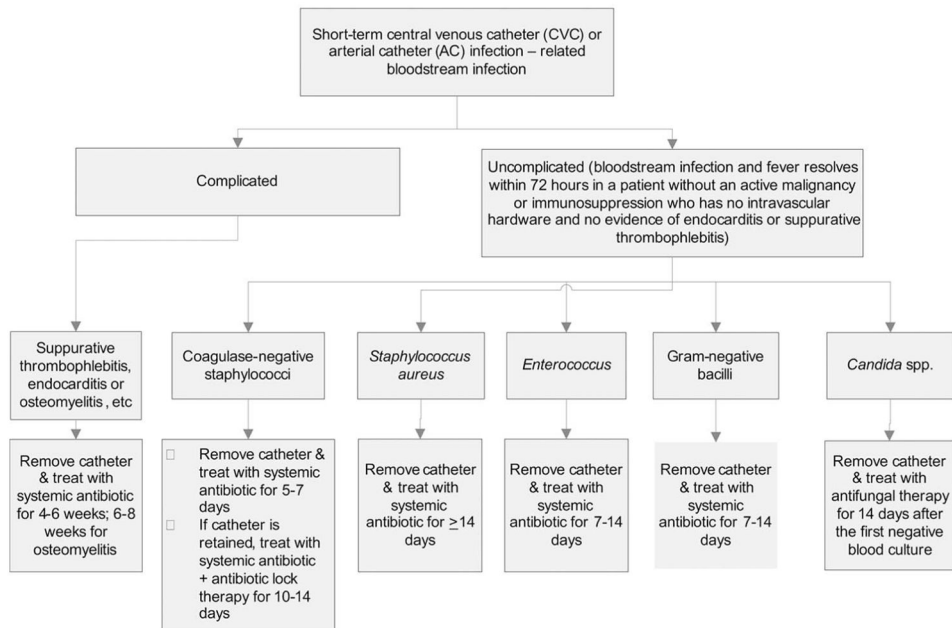 Short-term central venous catheter (CVC) or
arterial catheter (AC) infection – related
bloodstream infection
Complicated
Uncomplicated (bloodstream infection and fever resolves
within 72 hours in a patient without an active malignancy
or immunosuppression who has no intravascular
hardware and no evidence of endocarditis or suppurative
thrombophlebitis)
Suppurative
thrombophlebitis,
endocarditis or
osteomyelitis , etc
Coagulase-negative
staphylococci
Staphylococcus
aureus
Enterococcus
Gram-negative
bacilli
Candida spp.
Remove catheter
& treat with
systemic antibiotic
for 4-6 weeks; 6-8
weeks for
osteomyelitis
Remove catheter &
treat with systemic
antibiotic for 5-7
days
If catheter is
retained, treat with
systemic antibiotic
+ antibiotic lock
therapy for 10-14
days
Remove catheter
& treat with
systemic
antibiotic for ≥14
days
Remove catheter
& treat with
systemic
antibiotic for 7-14
days
Remove catheter
& treat with
systemic
antibiotic for
7-14 days
Remove catheter
& treat with
antifungal therapy
for 14 days after
the first negative
blood culture